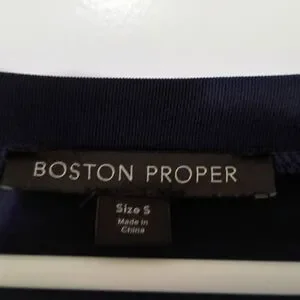 BOSTON PROPER
Size S
Made in
China